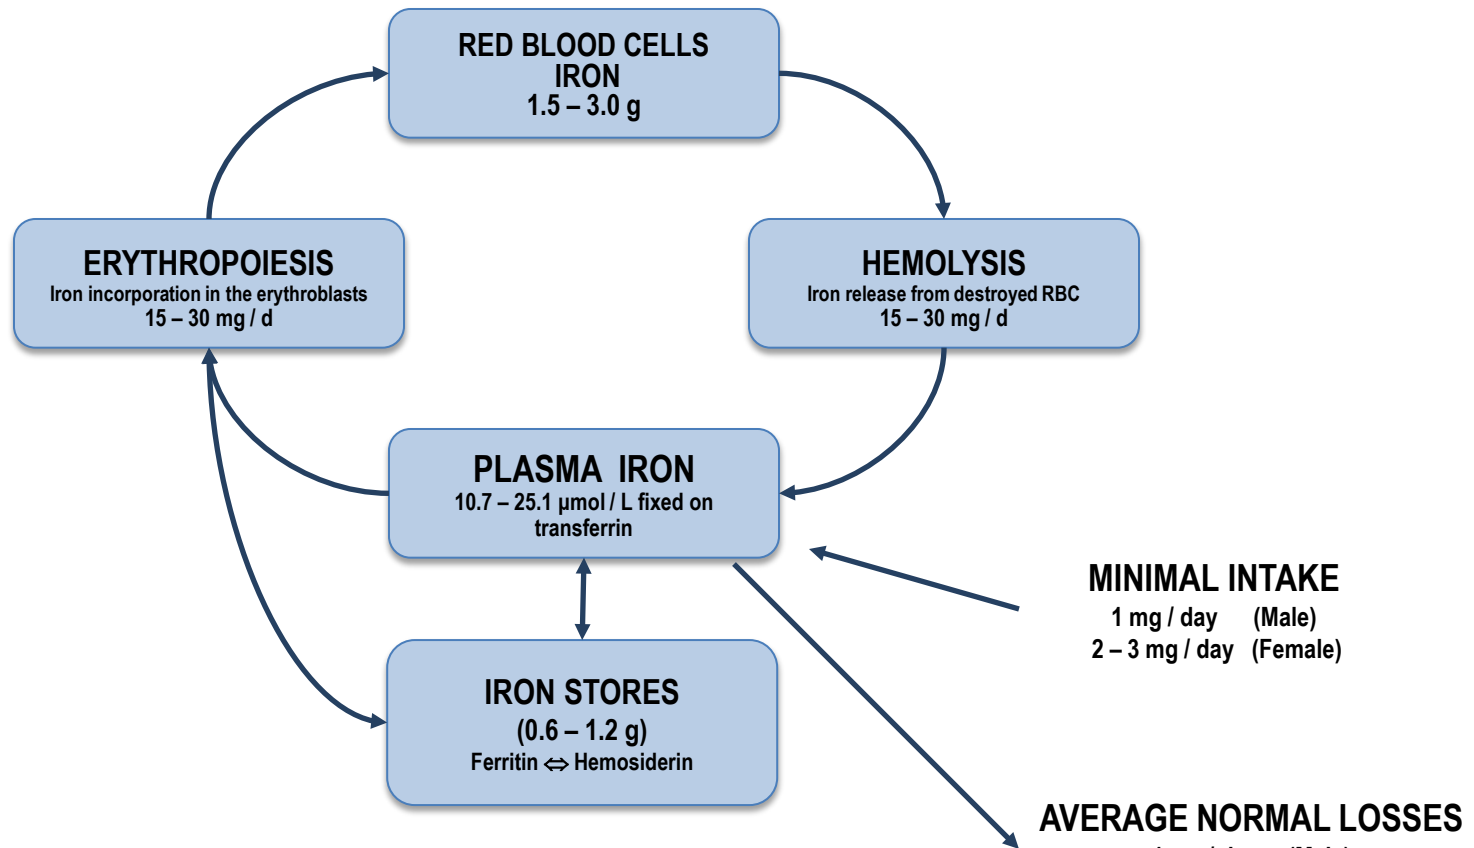 RED BLOOD CELLS
IRON
1.5 – 3.0 g
ERYTHROPOIESIS
Iron incorporation in the erythroblasts
15 – 30 mg / d
HEMOLYSIS
Iron release from destroyed RBC
15 – 30 mg / d
PLASMA IRON
10.7 – 25.1 µmol / L fixed on
transferrin
MINIMAL INTAKE
1 mg / day (Male)
2 – 3 mg / day (Female)
IRON STORES
(0.6 – 1.2 g)
Ferritin ⇔ Hemosiderin
AVERAGE NORMAL LOSSES